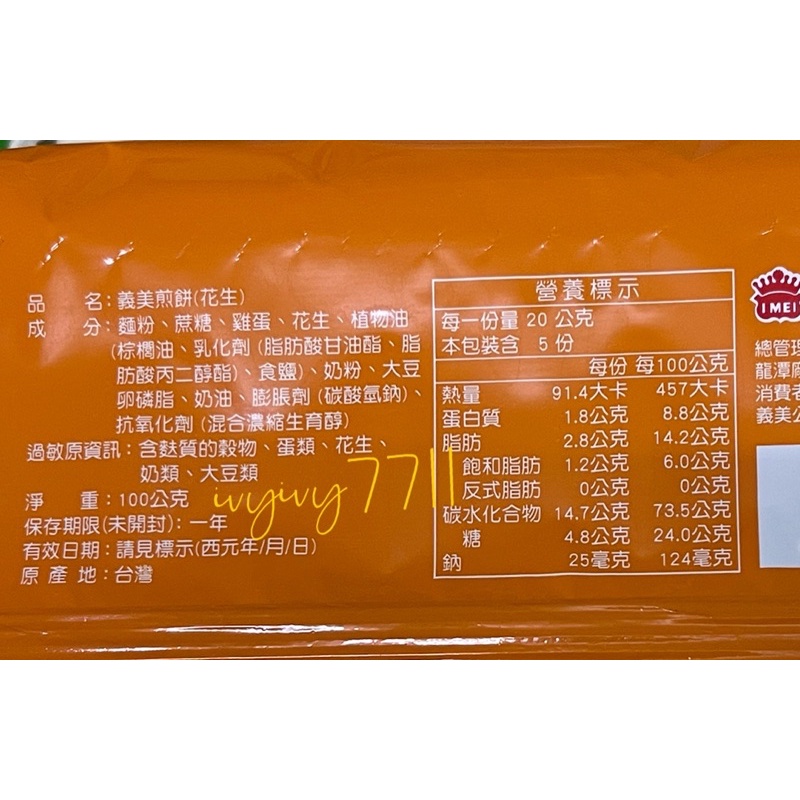 品名：義美煎餅(花生)
成分：麵粉、蔗糖、雞蛋、花生、植物油
(棕櫚油、乳化劑 (脂肪酸甘油酯、脂
肪酸丙二醇酯)、食鹽)、奶粉、大豆
卵磷脂、奶油、膨脹劑 (碳酸氫鈉)、
抗氧化劑 (混合濃縮生育醇)
過敏原資訊：含麩質的穀物、蛋類、花生、
奶類、大豆類
淨重：100公克
保存期限(未開封)：一年
有效日期：請見標示(西元年/月/日)
原產地：台灣
ivyivy7711
營養標示
每一份量 20 公克
本包裝含 5 份
每份 每100公克
熱量 91.4大卡 457大卡
蛋白質 1.8公克 8.8公克
脂肪 2.8公克 14.2公克
飽和脂肪 1.2公克 6.0公克
反式脂肪 0公克 0公克
碳水化合物 14.7公克 73.5公克
糖 4.8公克 24.0公克
鈉 25毫克 124毫克
I MEI
總管理
龍潭廠
消費者
義美公